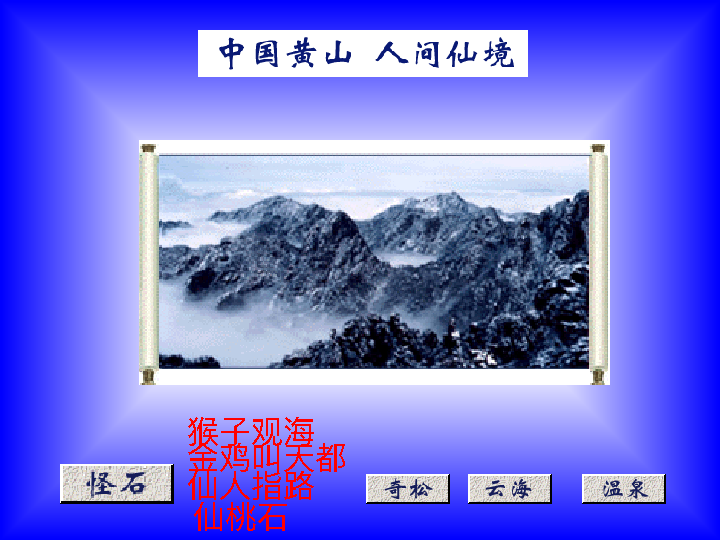 中国黄山 人间仙境
猴子观海
金鸡叫天都
仙人指路
仙桃石
怪石
奇松
云海
温泉